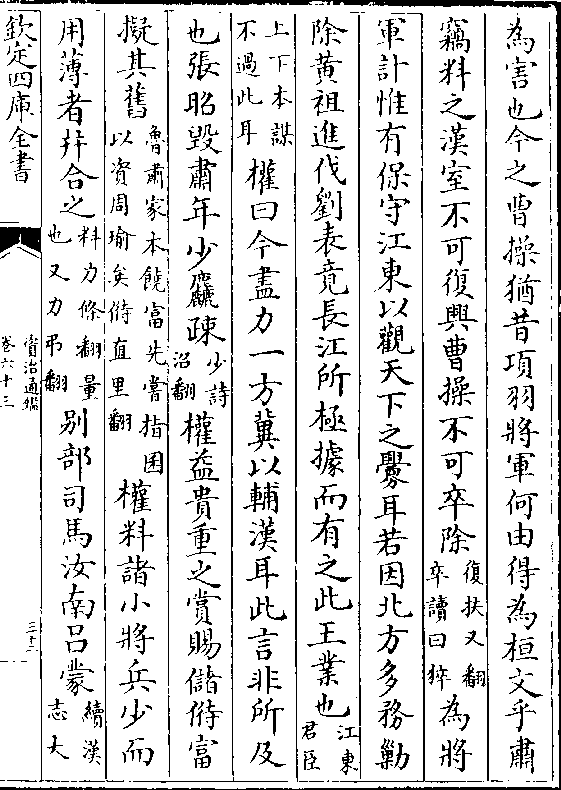 為害也今之曹操猶昔項羽將軍何由得為桓文乎肅
竊料之漢室不可復興曹操不可卒除復扶又翻卒讀曰猝為將
軍計惟有保守江東以觀天下之釁耳若因北方多務勦
除黄祖進伐劉表竟長江所極據而有之此王業也江東君臣
上下本謀不過此耳權曰今盡力一方冀以輔漢耳此言非所及
也張昭毀肅年少麤疎少詩沼翻權益貴重之賞賜儲偫富
擬其舊魯肅家本饒富先嘗指囷以資周瑜矣偫直里翻權料諸小將兵少而
用薄者幷合之料力條翻量也又力弔翻别部司馬汝南吕蒙續漢志大
欽定四庫全書
資治通鑑
卷六十三
三十二